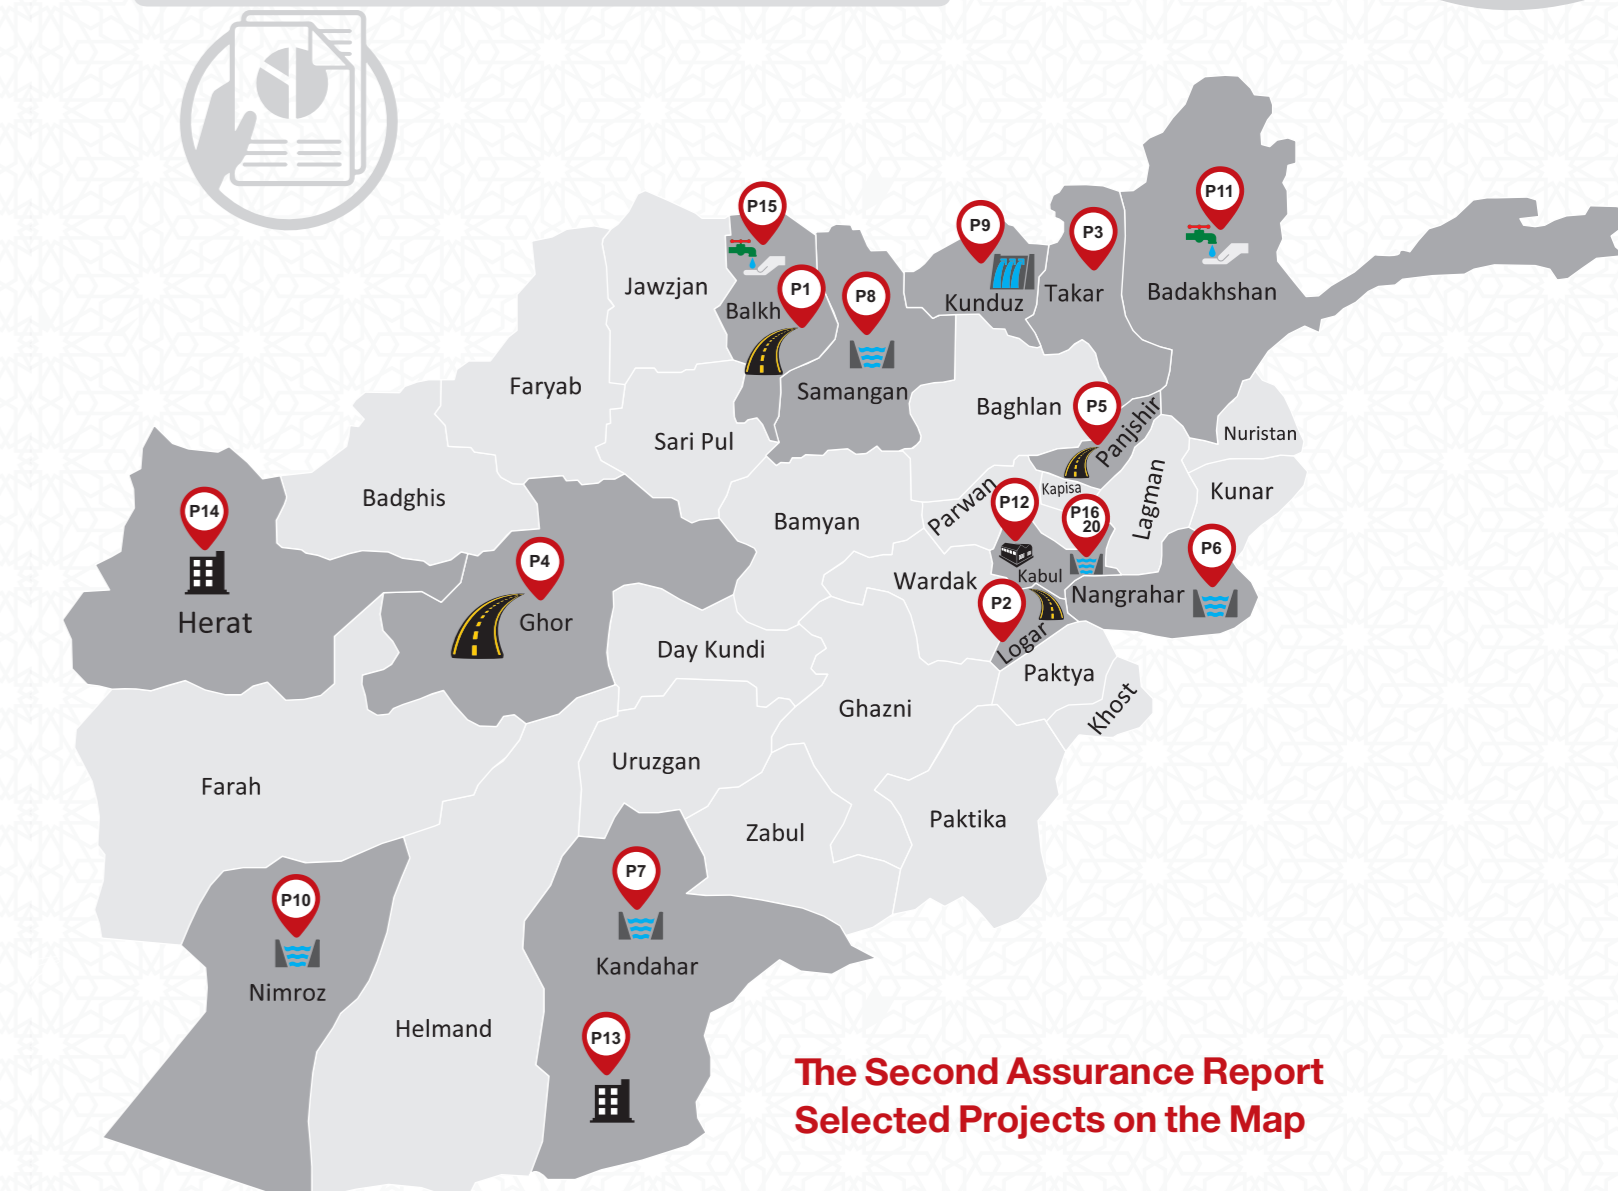 P11
P15
P9
P3
Jawzjan
P1
P8
Balkh
Kunduz
Takar
Badakhshan
Faryab
Samangan
Baghlan
P5
Panjshir
Nuristan
Sari Pul
Badghis
P14
Bamyan
Parwan
P12
Kapisa
P16
20
Lagman
Kunar
P4
P6
Wardak
Kabul
Nangrahar
Herat
Ghor
P2
Logar
Day Kundi
Paktya
Khost
Ghazni
Uruzgan
Farah
Zabul
Paktika
P7
P10
Kandahar
Nimroz
Helmand
P13
The Second Assurance Report
Selected Projects on the Map